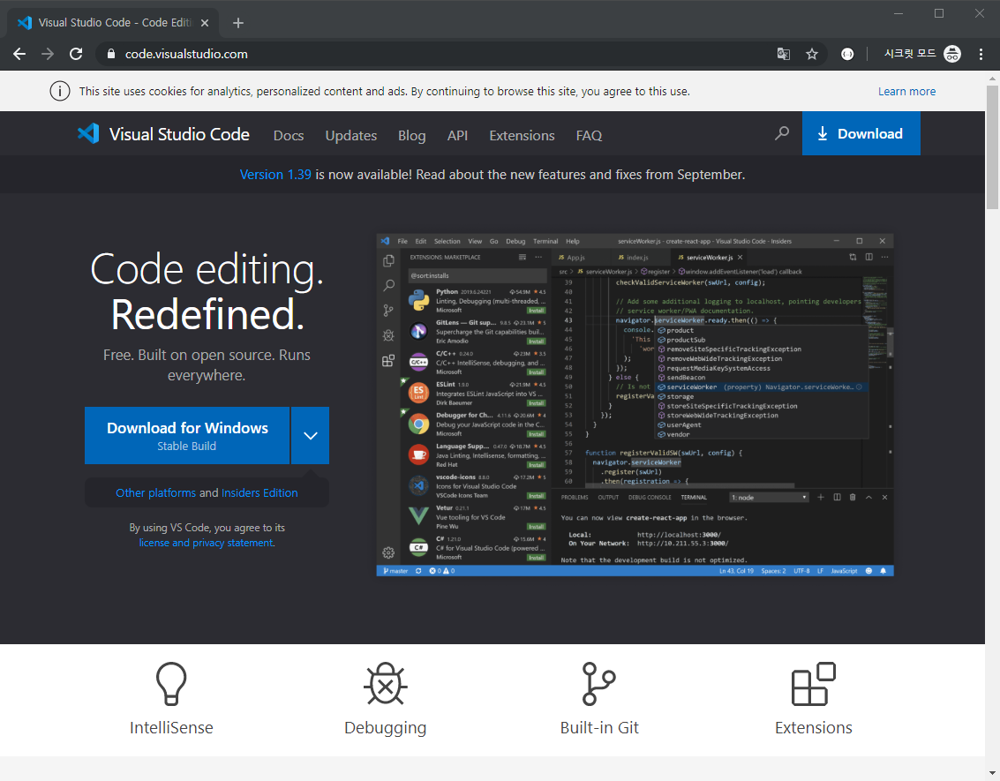 Visual Studio Code - Code Editi
code.visualstudio.com
시크릿 모드
This site uses cookies for analytics, personalized content and ads. By continuing to browse this site, you agree to this use.
Learn more
Visual Studio Code
Docs
Updates
Blog
API
Extensions
FAQ
Download
Version 1.39 is now available! Read about the new features and fixes from September.
Code editing.
Redefined.
Free. Built on open source. Runs
everywhere.
Download for Windows
Stable Build
Other platforms and Insiders Edition
By using VS Code, you agree to its
license and privacy statement.
File Edit Selection View Go Debug Terminal Help
serviceWorker.js - create-react-app - Visual Studio Code - Insiders
EXTENSIONS: MARKETPLACE
@sort:installs
Python 2019.6.24221 54.9M 4.5
Linting, Debugging (multi-threaded, ...
Microsoft Install
GitLens — Git sup... 9.8.5 23.1M 5
Supercharge the Git capabilities buil...
Eric Amodio Install
C/C++ 0.24.0 23M 3.5
C/C++ IntelliSense, debugging, and ...
Microsoft Install
ESLint 1.9.0 21.9M 4.5
Integrates ESLint JavaScript into VS ...
Dirk Baeumer Install
Debugger for Ch... 4.11.6 20.6M 4
Debug your JavaScript code in the C...
Microsoft Install
Language Supp... 0.47.0 18.7M 4.5
Java Linting, Intellisense, formatting, ...
Red Hat Install
vscode-icons 8.8.0 17.2M 5
Icons for Visual Studio Code
VSCode Icons Team Install
Vetur 0.21.1 17M 4.5
Vue tooling for VS Code
Pine Wu Install
C# 1.21.0 15.6M 4
C# for Visual Studio Code (powered ...
Microsoft Install
JS App.js JS index.js JS serviceWorker.js
src > JS serviceWorker.js > register > window.addEventListener('load') callback
39 checkValidServiceWorker(swUrl, config);
40
41 // Add some additional logging to localhost, pointing developers
42 // service worker/PWA documentation.
43 navigator.serviceWorker.ready.then(() => {
44 console.
45 'This
46 'wor
47 );
48 });
49 } else {
50 // Is not
51 registerVa
52 }
53 });
54 }
55 }
56
57 function registerValidSW(swUrl, config) {
58 navigator.serviceWorker
59 .register(swUrl)
60 .then(registration => {
product
productSub
removeSiteSpecificTrackingException
removeWebWideTrackingException
requestMediaKeySystemAccess
sendBeacon
serviceWorker (property) Navigator.serviceWorke...
storage
storeSiteSpecificTrackingException
storeWebWideTrackingException
userAgent
vendor
PROBLEMS OUTPUT DEBUG CONSOLE TERMINAL 1: node
You can now view create-react-app in the browser.
Local: http://localhost:3000/
On Your Network: http://10.211.55.3:3000/
Note that the development build is not optimized.
master 0 0 Ln 43, Col 19 Spaces: 2 UTF-8 LF JavaScript
IntelliSense
Debugging
Built-in Git
Extensions